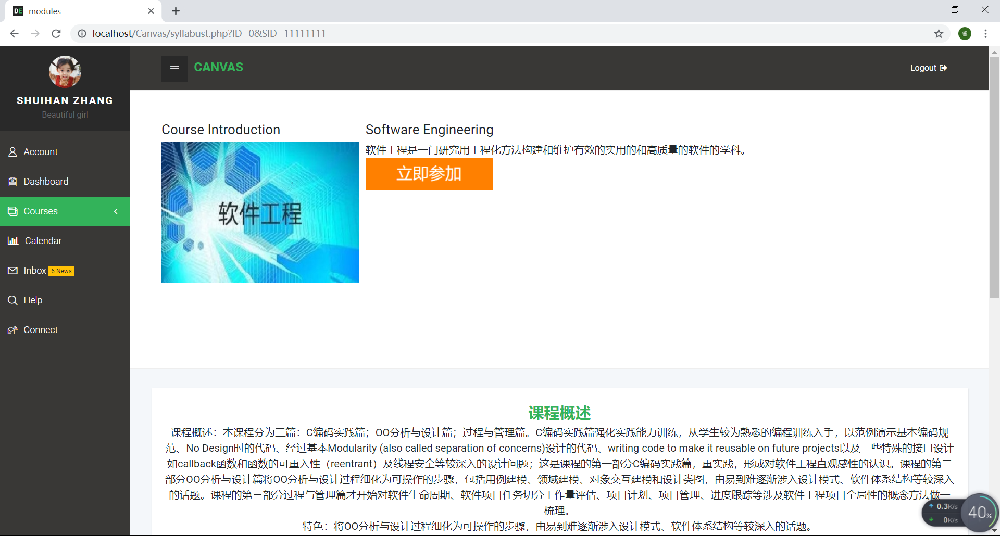 DE modules
localhost/Canvas/syllabust.php?ID=0&SID=11111111
睿
CANVAS
Logout
SHUIHAN ZHANG
Beautiful girl
Account
Dashboard
Courses
Calendar
Inbox 6 News
Help
Connect
Course Introduction
软件工程
Software Engineering
软件工程是一门研究用工程化方法构建和维护有效的实用的和高质量的软件的学科。
立即参加
课程概述
课程概述：本课程分为三篇：C编码实践篇；OO分析与设计篇；过程与管理篇。C编码实践篇强化实践能力训练，从学生较为熟悉的编程训练入手，以范例演示基本编码规
范、No Design时的代码、经过基本Modularity (also called separation of concerns)设计的代码、writing code to make it reusable on future projects以及一些特殊的接口设计
如callback函数和函数的可重入性（reentrant）及线程安全等较深入的设计问题；这是课程的第一部分C编码实践篇，重实践，形成对软件工程直观感性的认识。课程的第二
部分OO分析与设计篇将OO分析与设计过程细化为可操作的步骤，包括用例建模、领域建模、对象交互建模和设计类图，由易到难逐渐涉入设计模式、软件体系结构等较深入
的话题。课程的第三部分过程与管理篇才开始对软件生命周期、软件项目任务切分工作量评估、项目计划、项目管理、进度跟踪等涉及软件工程项目全局性的概念方法做一
梳理。
特色：将OO分析与设计过程细化为可操作的步骤，由易到难逐渐涉入设计模式、软件体系结构等较深入的话题。
0.3K/s
0K/s
40%